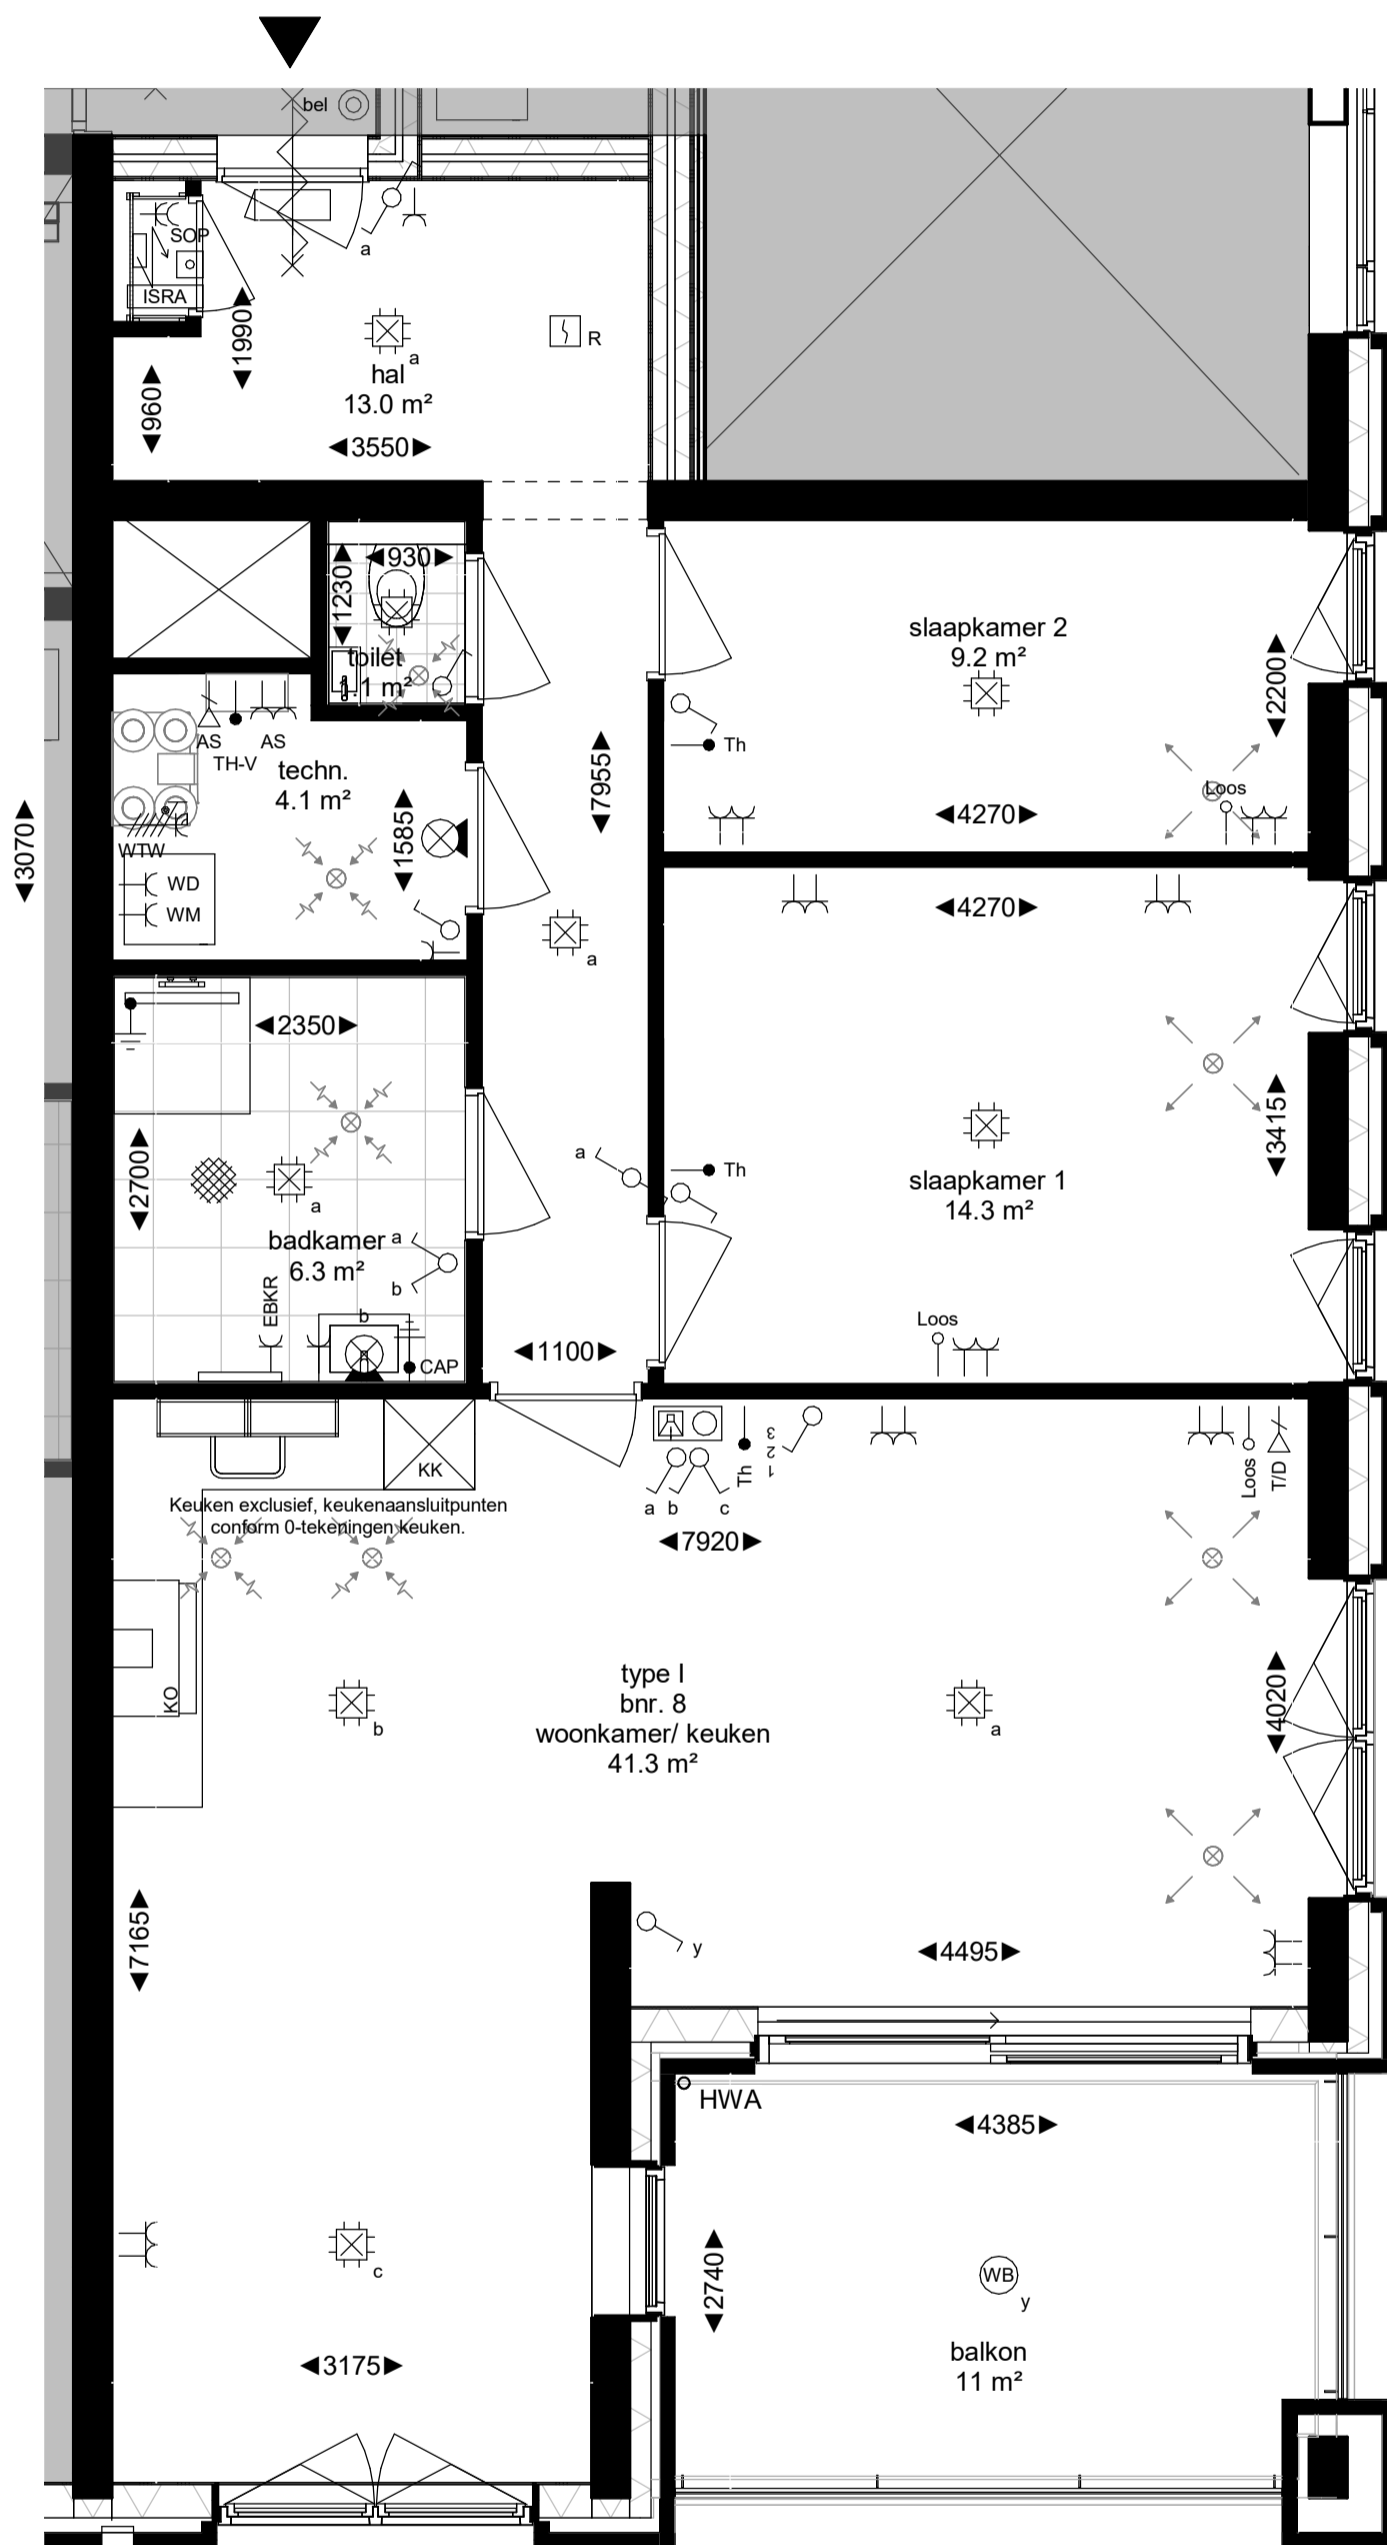 bel
SOP
ISRA
a
1990
960
a
R
hal
13.0 m²
3550
930
1230
toilet
1.1 m²
slaapkamer 2
9.2 m²
2200
Th
Loos
4270
AS
AS
TH-V
techn.
4.1 m²
7955
1585
3070
WTW
WD
WM
4270
a
2350
2700
a
badkamer
6.3 m²
a
b
EBKR
b
CAP
a
Th
3415
slaapkamer 1
14.3 m²
Loos
1100
KK
Keuken exclusief, keukenaansluitpunten
conform 0-tekeningen keuken.
a b c
Th
1 2 3
Loos
T/D
7920
KO
type I
bnr. 8
woonkamer/ keuken
41.3 m²
b
a
4020
7165
y
4495
HWA
4385
2740
WB
y
c
balkon
11 m²
3175